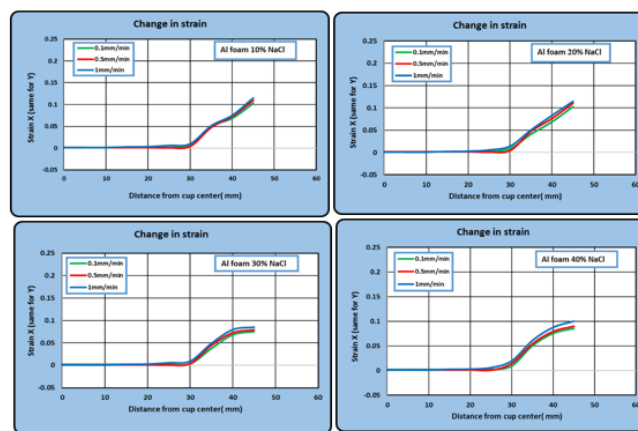 Change in strain
0.1mm/min
0.5mm/min
1mm/min
Al foam 10% NaCl
Strain X (same for Y)
0.25
0.2
0.15
0.1
0.05
0
-0.05
0 10 20 30 40 50 60
Distance from cup center( mm)
Change in strain
0.1mm/min
0.5mm/min
1mm/min
Al foam 20% NaCl
Strain X (same for Y)
0.25
0.2
0.15
0.1
0.05
0
-0.05
0 10 20 30 40 50 60
Distance from cup center( mm)
Change in strain
0.1mm/min
0.5mm/min
1mm/min
Al foam 30% NaCl
Strain X (same for Y)
0.25
0.2
0.15
0.1
0.05
0
-0.05
0 10 20 30 40 50 60
Distance from cup center( mm)
Change in strain
0.1mm/min
0.5mm/min
1mm/min
Al foam 40% NaCl
Strain X (same for Y)
0.25
0.2
0.15
0.1
0.05
0
-0.05
0 10 20 30 40 50 60
Distance from cup center( mm)